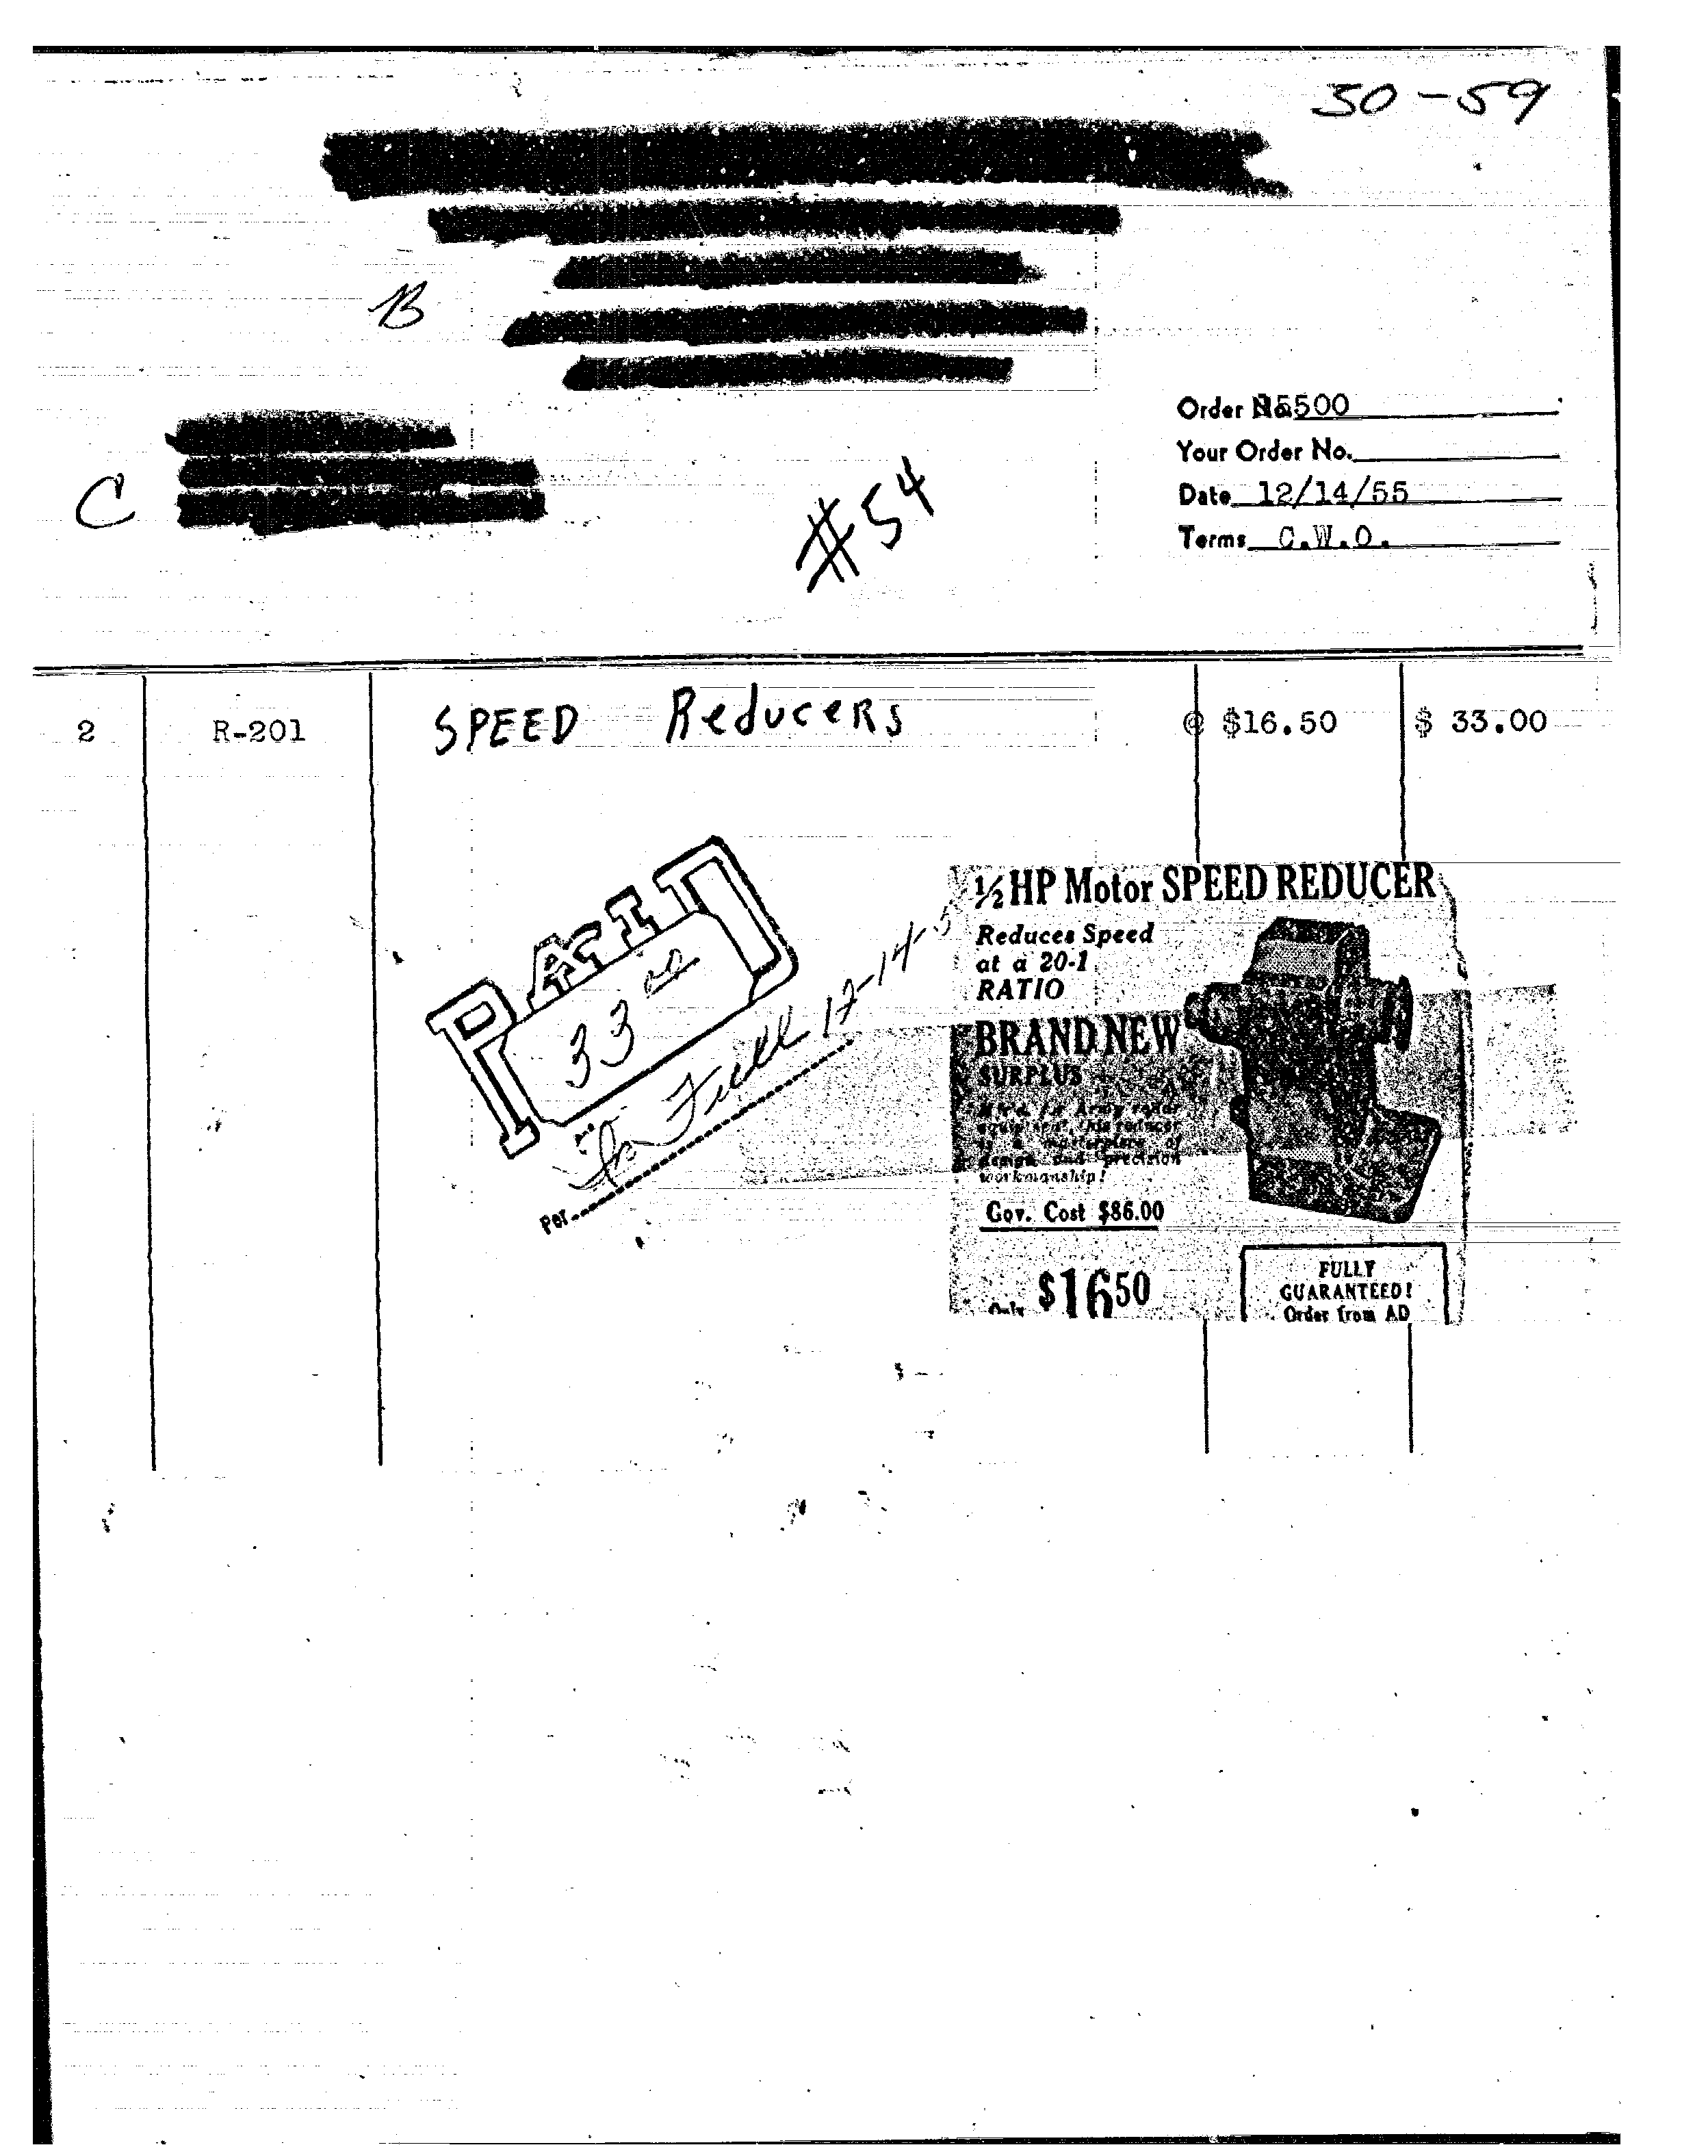 50-59
B
Order No. 35500
Your Order No.
Date 12/14/55
Terms C.W.O.
C
#54
2 R-201 SPEED Reducers @ $16.50 $ 33.00
PAID
33 00
In Full 12-14-5
Per
1/2 HP Motor SPEED REDUCER
Reduces Speed
at a 20-1
RATIO
BRAND NEW
SURPLUS
Mfr'd. for Army radar
equipment, this reducer
is a masterpiece of
design and precision
workmanship!
Gov. Cost $86.00
Only $16.50
FULLY
GUARANTEED!
Order from AD